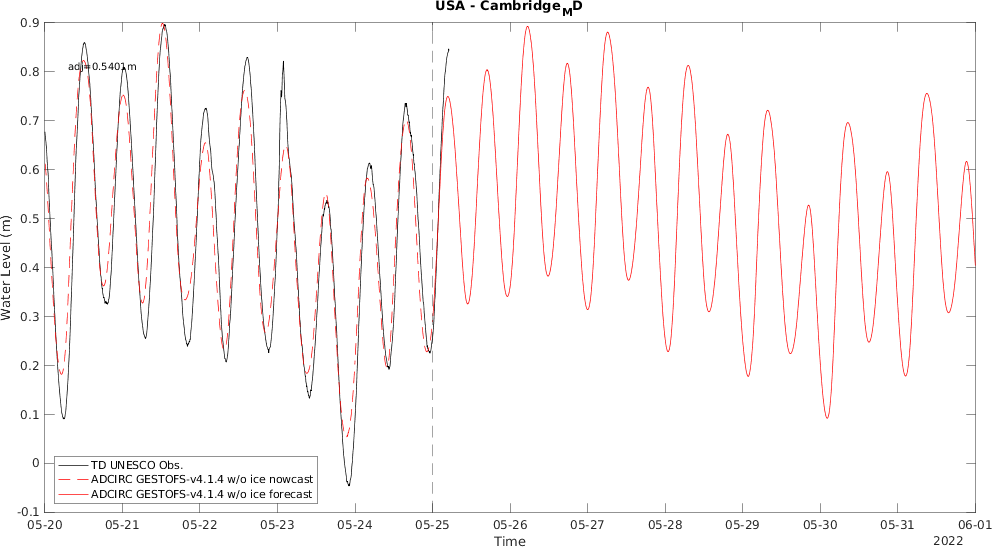 USA - Cambridge_MD
adj=0.5401m
Water Level (m)
0.9
0.8
0.7
0.6
0.5
0.4
0.3
0.2
0.1
0
-0.1
TD UNESCO Obs.
ADCIRC GESTOFS-v4.1.4 w/o ice nowcast
ADCIRC GESTOFS-v4.1.4 w/o ice forecast
05-20 05-21 05-22 05-23 05-24 05-25 05-26 05-27 05-28 05-29 05-30 05-31 06-01
Time
2022